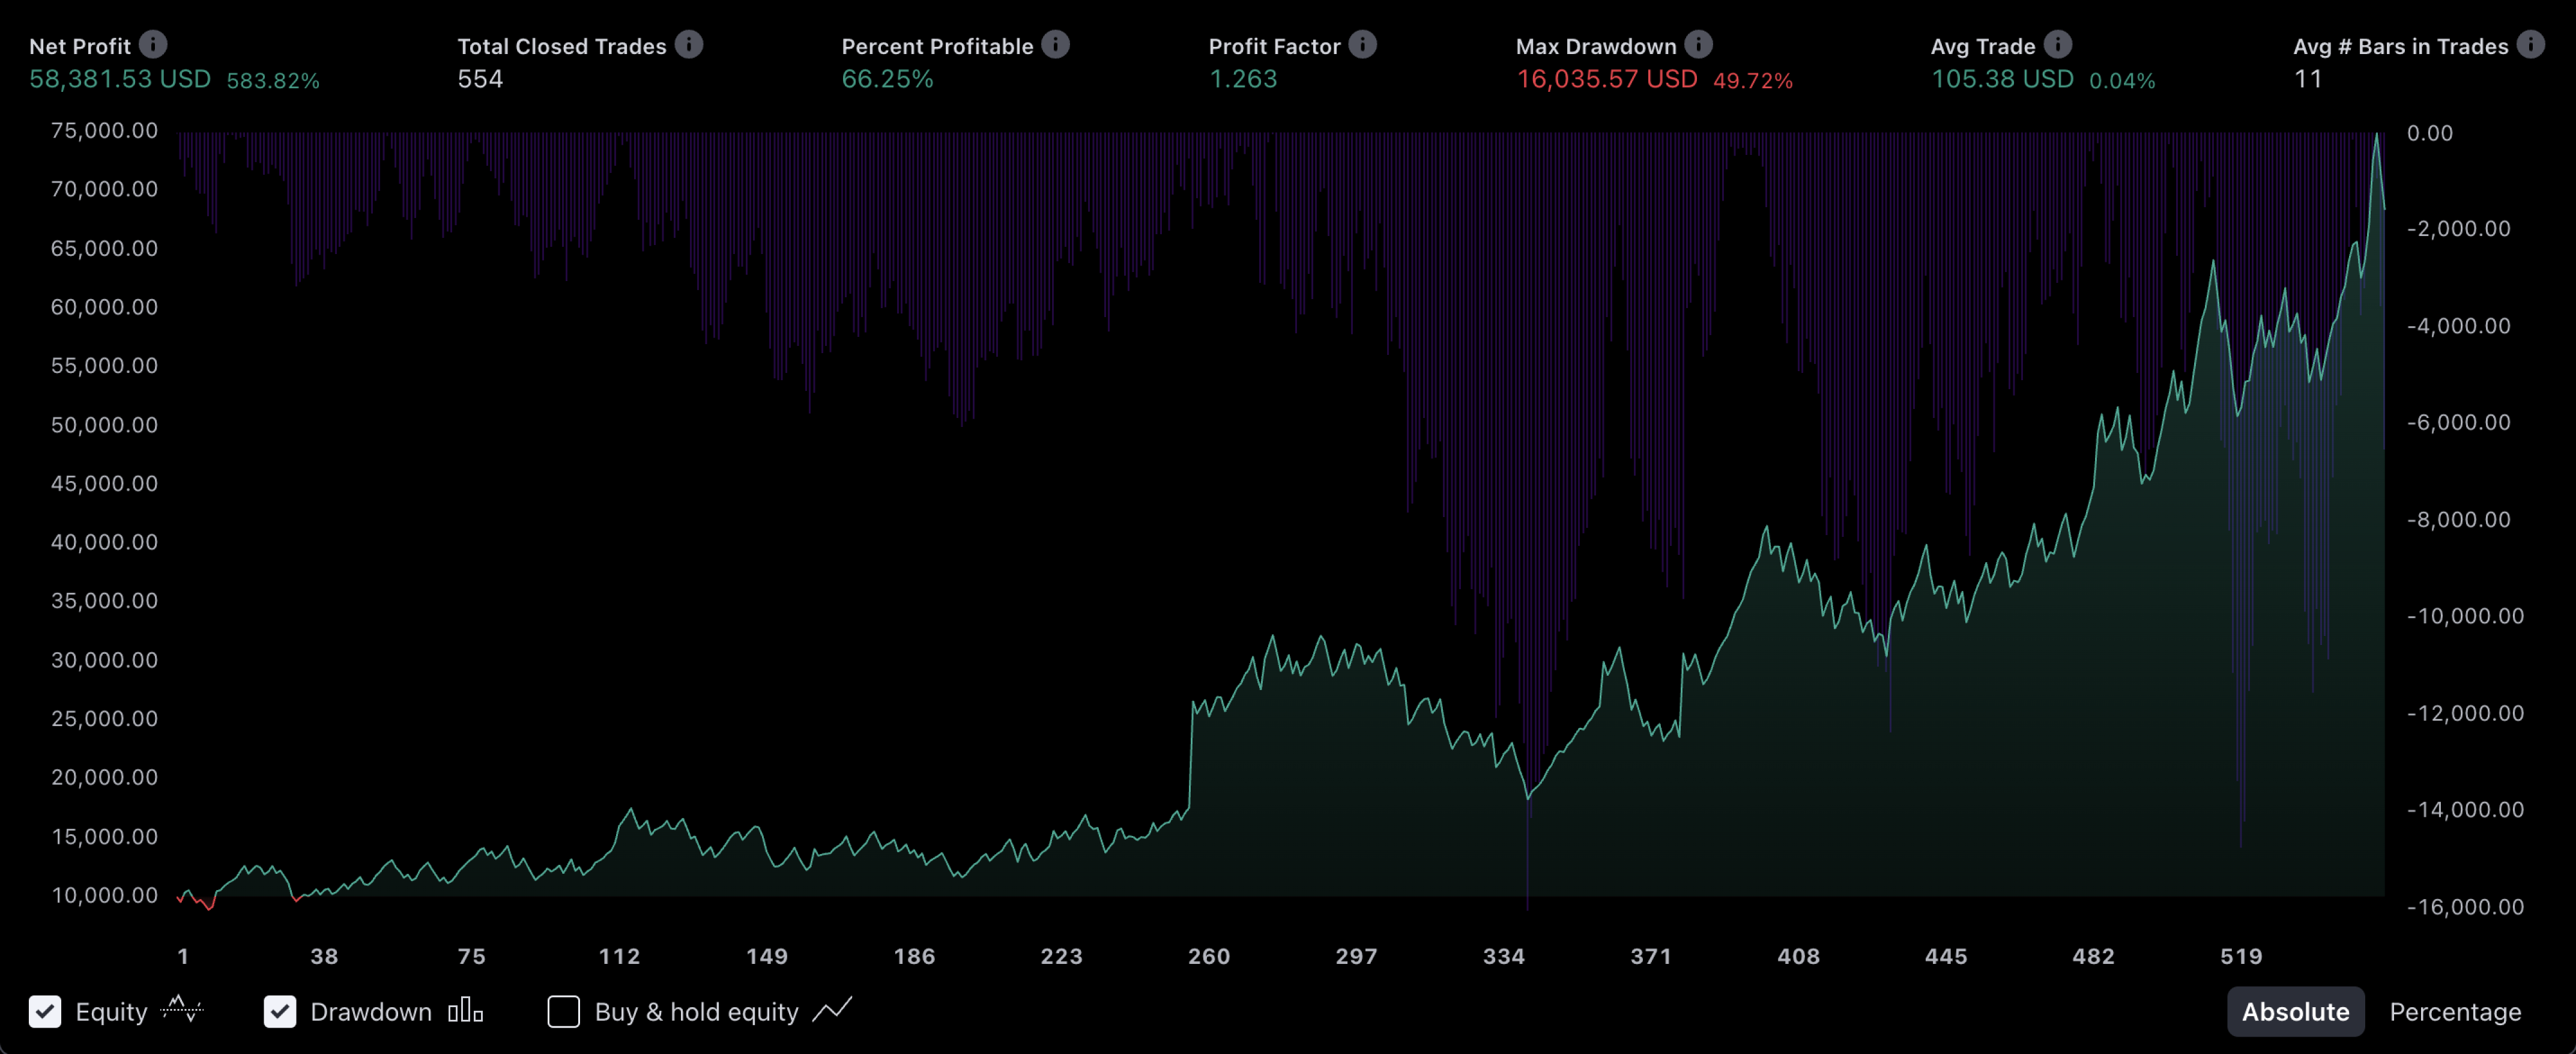 Net Profit
58,381.53 USD 583.82%
Total Closed Trades
554
Percent Profitable
66.25%
Profit Factor
1.263
Max Drawdown
16,035.57 USD 49.72%
Avg Trade
105.38 USD 0.04%
Avg # Bars in Trades
11
75,000.00
70,000.00
65,000.00
60,000.00
55,000.00
50,000.00
45,000.00
40,000.00
35,000.00
30,000.00
25,000.00
20,000.00
15,000.00
10,000.00
0.00
-2,000.00
-4,000.00
-6,000.00
-8,000.00
-10,000.00
-12,000.00
-14,000.00
-16,000.00
1 38 75 112 149 186 223 260 297 334 371 408 445 482 519
Equity Drawdown Buy & hold equity Absolute Percentage